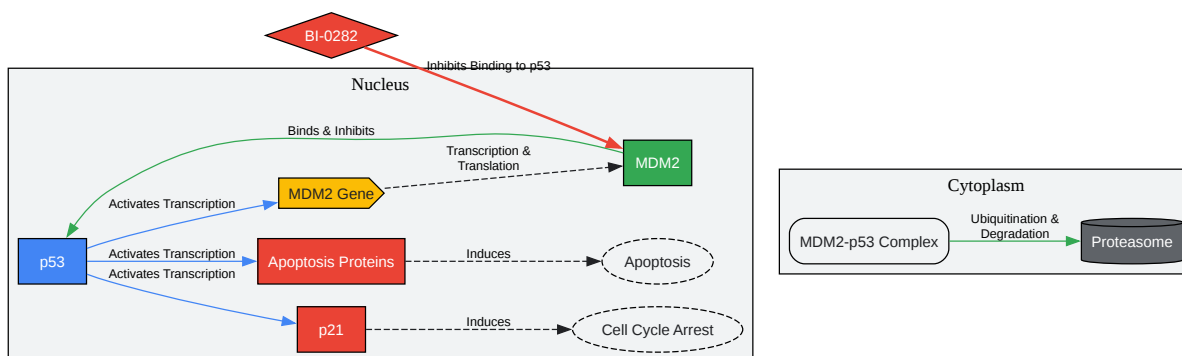 BI-0282
Inhibits Binding to p53
Nucleus
Binds & Inhibits
Transcription &
Translation
MDM2
MDM2 Gene
Activates Transcription
p53
Activates Transcription
Apoptosis Proteins
Induces
Apoptosis
Activates Transcription
p21
Induces
Cell Cycle Arrest
Cytoplasm
MDM2-p53 Complex
Ubiquitination &
Degradation
Proteasome